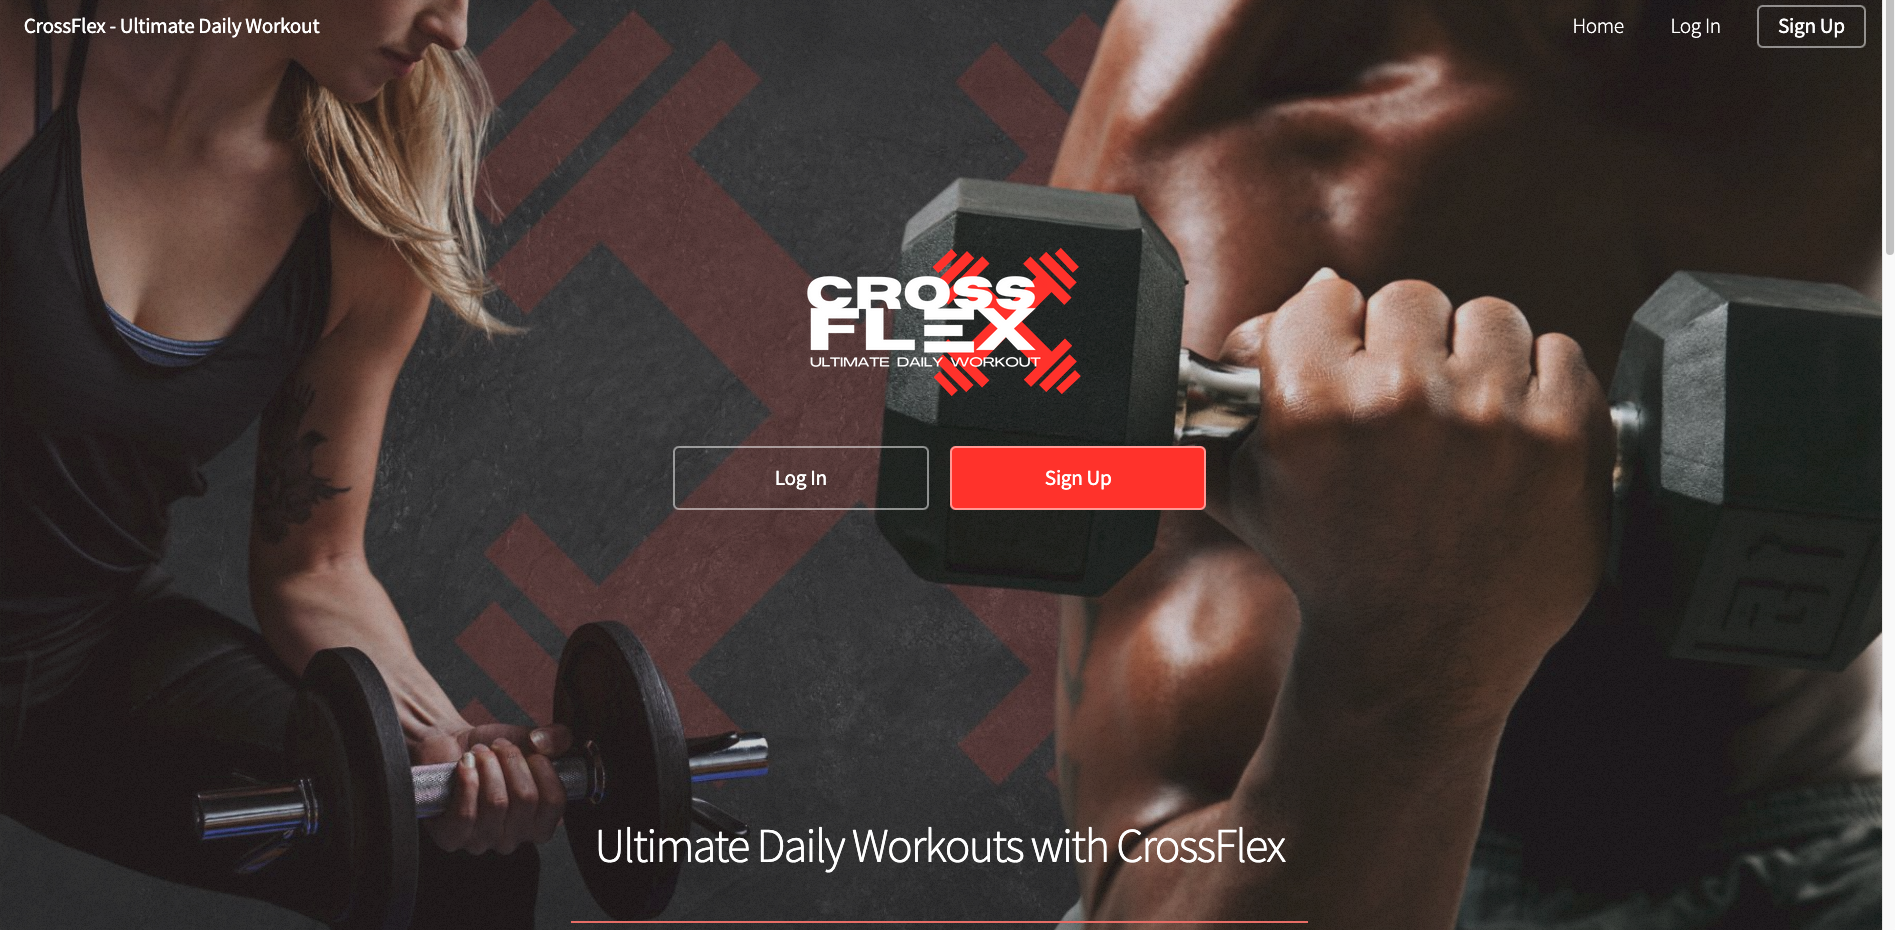 CrossFlex - Ultimate Daily Workout
Home
Log In
Sign Up
CROSS
FLEX
ULTIMATE DAILY WORKOUT
Log In
Sign Up
Ultimate Daily Workouts with CrossFlex